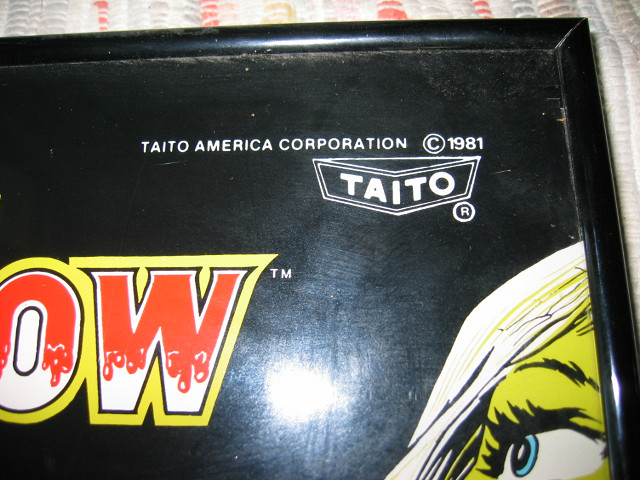 TAITO AMERICA CORPORATION © 1981
TAITO
®
OW ™